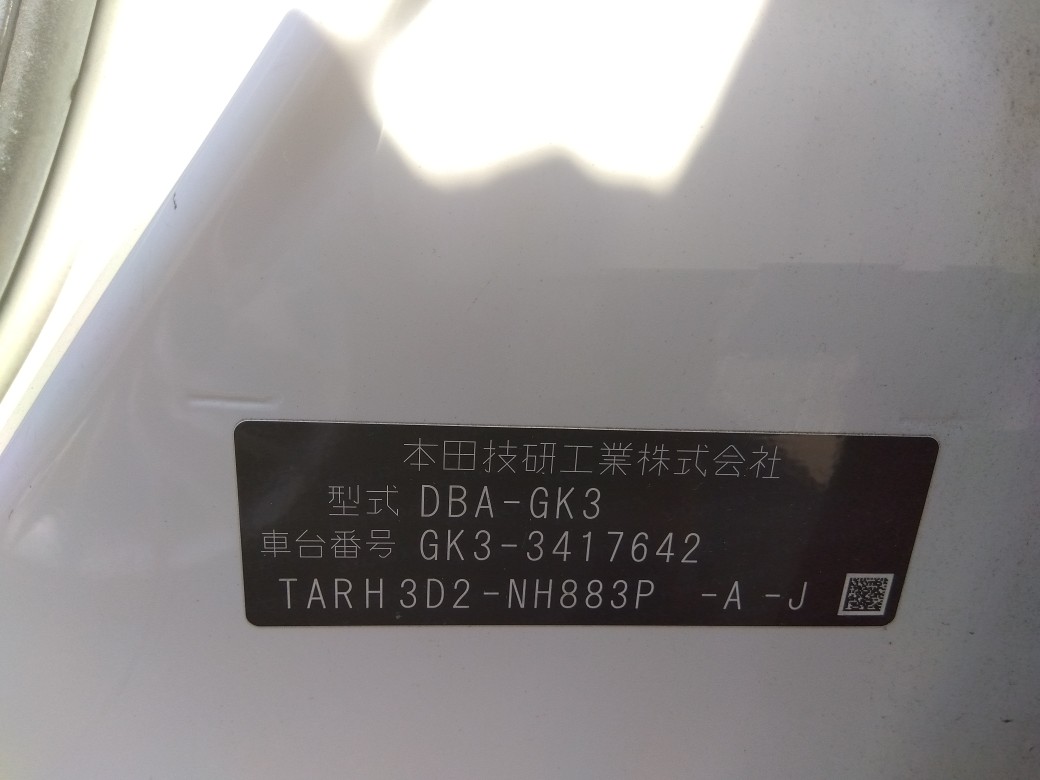 本田技研工業株式会社
型式 DBA-GK3
車台番号 GK3-3417642
TARH3D2-NH883P -A -J